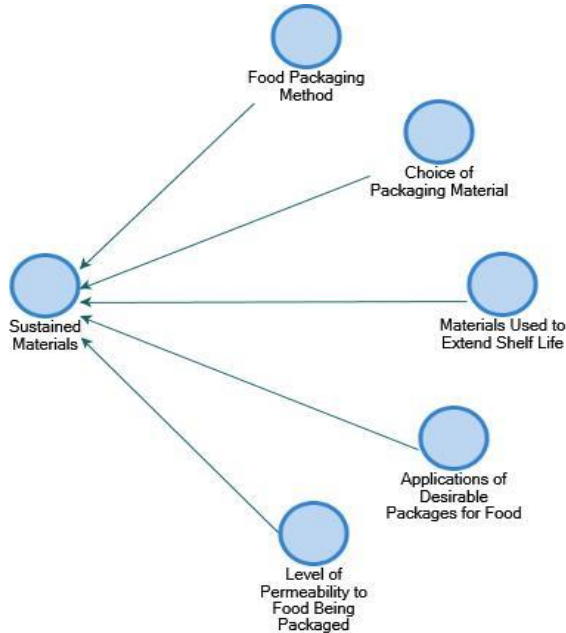 Food Packaging
Method
Choice of
Packaging Material
Sustained
Materials
Materials Used to
Extend Shelf Life
Applications of
Desirable
Packages for Food
Level of
Permeability to
Food Being
Packaged